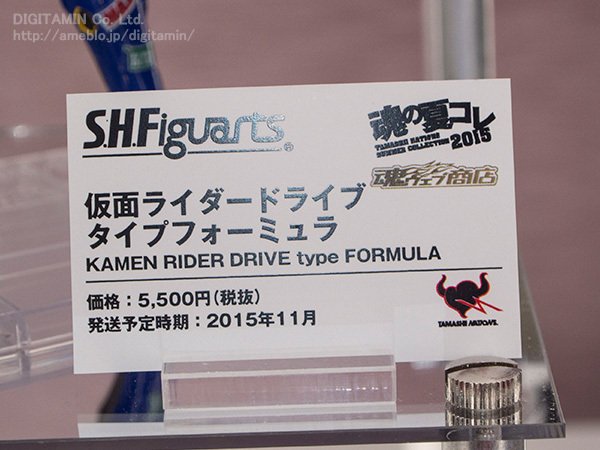 DIGITAMIN Co. Ltd.
http://ameblo.jp/digitamin/
S.H.Figuarts®
魂の夏コレ
TAMASHII NATIONS
SUMMER COLLECTION 2015
魂ウェブ商店
仮面ライダードライブ
タイプフォーミュラ
KAMEN RIDER DRIVE type FORMULA
価格：5,500円（税抜）
発送予定時期：2015年11月
TAMASHII NATIONS